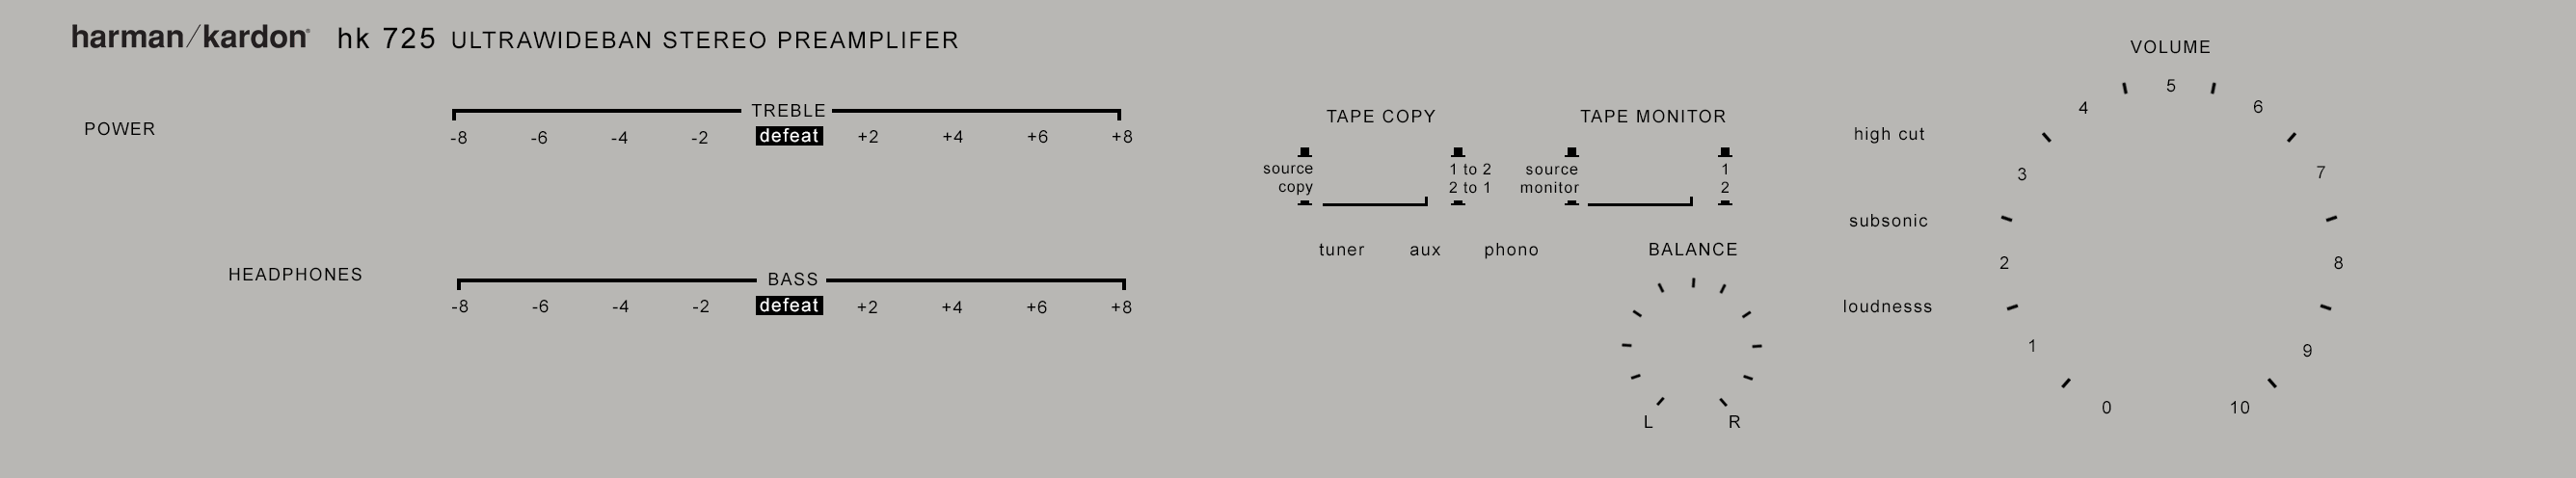 harman/kardon® hk 725 ULTRAWIDEBAN STEREO PREAMPLIFER
POWER
TREBLE
-8 -6 -4 -2 defeat +2 +4 +6 +8
HEADPHONES
BASS
-8 -6 -4 -2 defeat +2 +4 +6 +8
TAPE COPY
source
copy
1 to 2
2 to 1
TAPE MONITOR
source
monitor
1
2
tuner aux phono
BALANCE
L R
high cut
subsonic
loudnesss
VOLUME
0 1 2 3 4 5 6 7 8 9 10